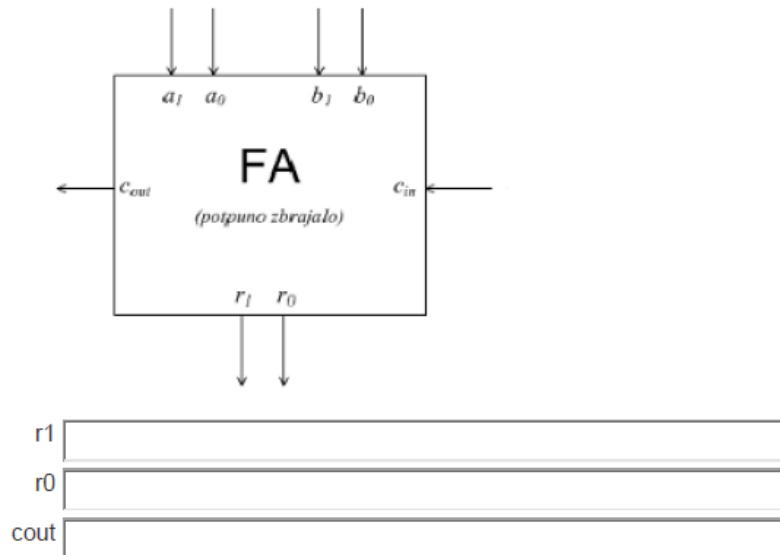 a1 a0 b1 b0
FA
cout cin
(potpuno zbrajalo)
r1 r0
r1
r0
cout